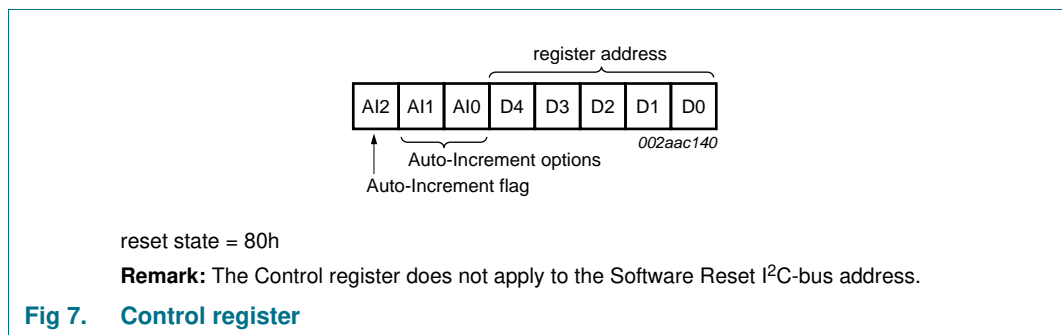 register address
AI2 AI1 AI0 D4 D3 D2 D1 D0
002aac140
Auto-Increment options
Auto-Increment flag
reset state = 80h
Remark: The Control register does not apply to the Software Reset I²C-bus address.
Fig 7. Control register